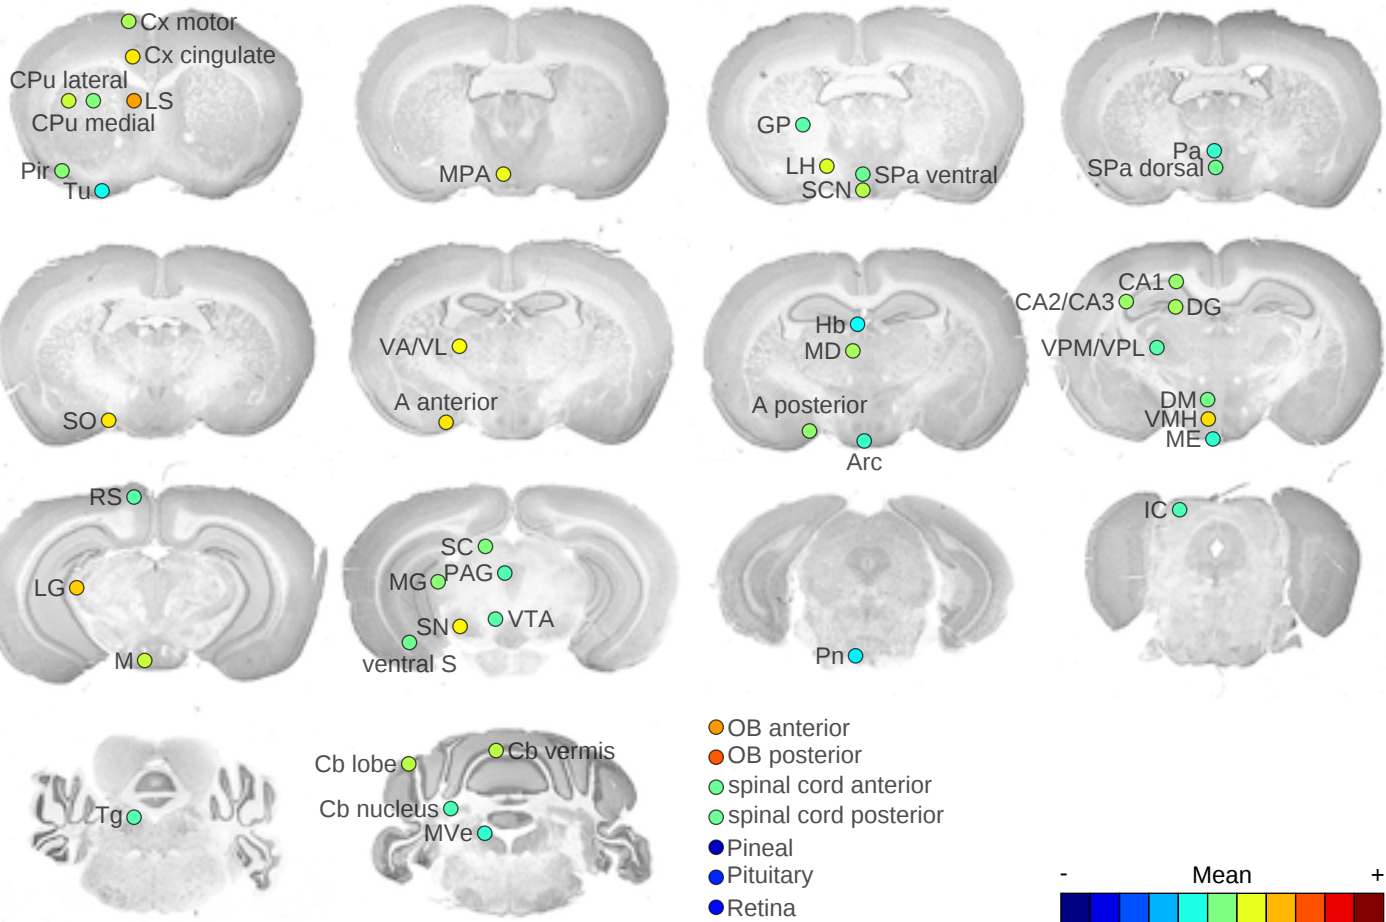 Cx motor
Cx cingulate
CPu lateral
LS
CPu medial
Pir
Tu
MPA
GP
LH
SPa ventral
SCN
Pa
SPa dorsal
SO
VA/VL
A anterior
Hb
MD
A posterior
Arc
CA1
CA2/CA3
DG
VPM/VPL
DM
VMH
ME
RS
LG
M
SC
MG
PAG
SN
VTA
ventral S
Pn
IC
Tg
Cb lobe
Cb vermis
Cb nucleus
MVe
OB anterior
OB posterior
spinal cord anterior
spinal cord posterior
Pineal
Pituitary
Retina
- Mean +